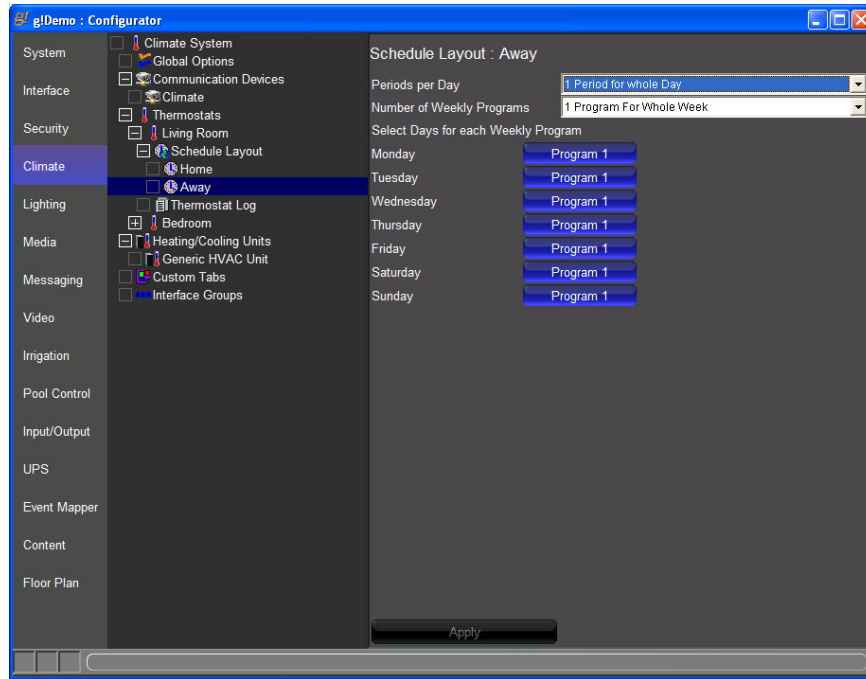 g! g!Demo : Configurator
System
Interface
Security
Climate
Lighting
Media
Messaging
Video
Irrigation
Pool Control
Input/Output
UPS
Event Mapper
Content
Floor Plan
Climate System
Global Options
Communication Devices
Climate
Thermostats
Living Room
Schedule Layout
Home
Away
Thermostat Log
Bedroom
Heating/Cooling Units
Generic HVAC Unit
Custom Tabs
Interface Groups
Schedule Layout : Away
Periods per Day 1 Period for whole Day
Number of Weekly Programs 1 Program For Whole Week
Select Days for each Weekly Program
Monday Program 1
Tuesday Program 1
Wednesday Program 1
Thursday Program 1
Friday Program 1
Saturday Program 1
Sunday Program 1
Apply